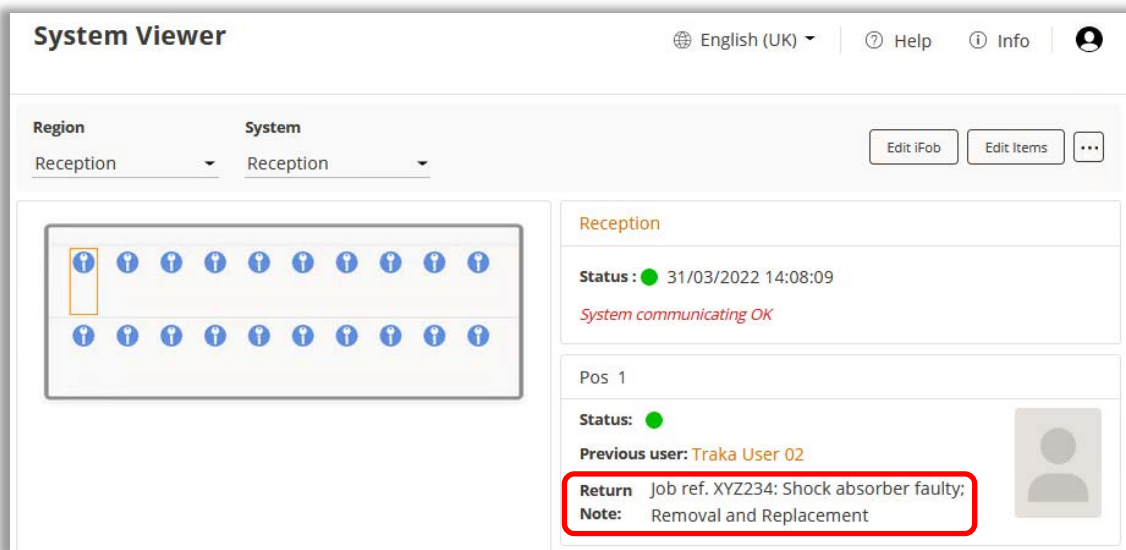 System Viewer
English (UK)
Help
Info
Region
System
Reception
Reception
Edit iFob
Edit Items
Reception
Status : 31/03/2022 14:08:09
System communicating OK
Pos 1
Status:
Previous user: Traka User 02
Return Job ref. XYZ234: Shock absorber faulty;
Note: Removal and Replacement